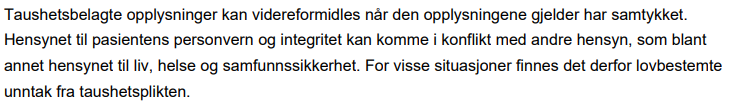 Taushetsbelagte opplysninger kan videreformidles når den opplysningene gjelder har samtykket.
Hensynet til pasientens personvern og integritet kan komme i konflikt med andre hensyn, som blant
annet hensynet til liv, helse og samfunnssikkerhet. For visse situasjoner finnes det derfor lovbestemte
unntak fra taushetsplikten.